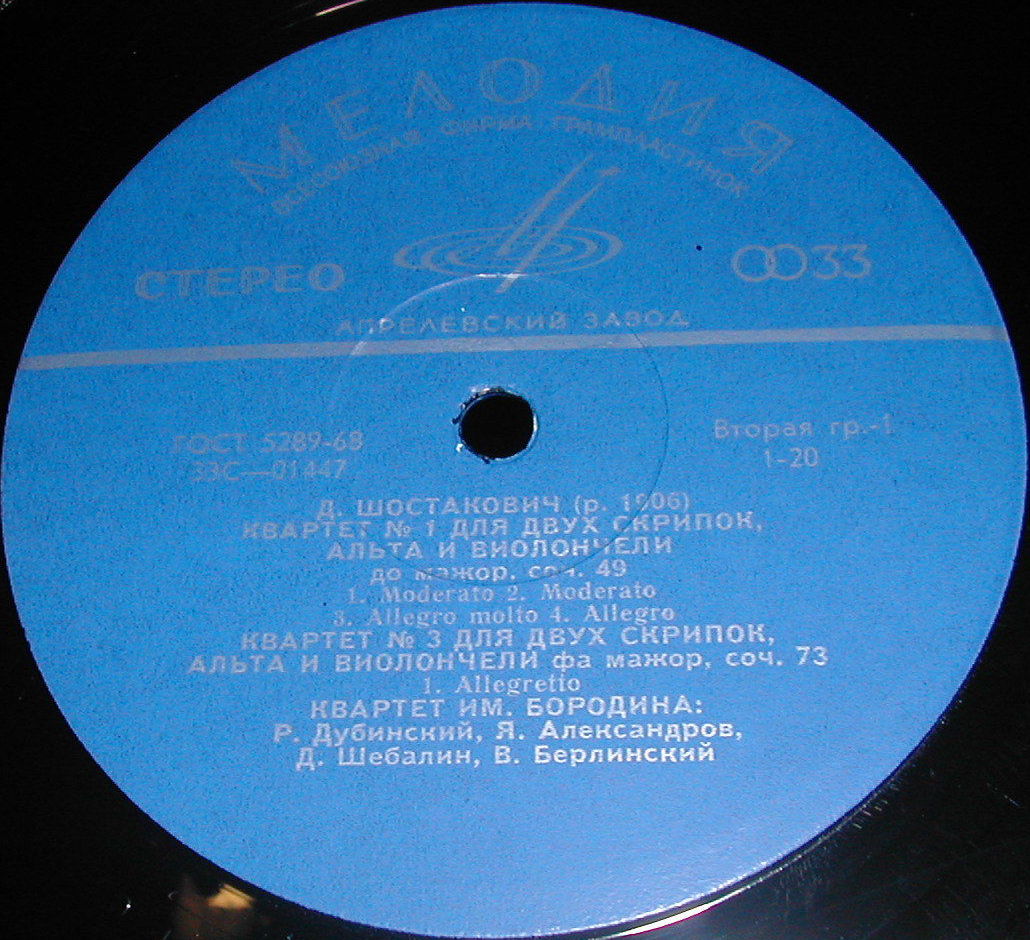 МЕЛОДИЯ
ВСЕСОЮЗНАЯ ФИРМА ГРАМПЛАСТИНОК
СТЕРЕО
33
АПРЕЛЕВСКИЙ ЗАВОД
ГОСТ 5289-68
33С—01447
Вторая гр.-1
1-20
Д. ШОСТАКОВИЧ (р. 1906)
КВАРТЕТ № 1 ДЛЯ ДВУХ СКРИПОК,
АЛЬТА И ВИОЛОНЧЕЛИ
до мажор, соч. 49
1. Moderato 2. Moderato
3. Allegro molto 4. Allegro
КВАРТЕТ № 3 ДЛЯ ДВУХ СКРИПОК,
АЛЬТА И ВИОЛОНЧЕЛИ фа мажор, соч. 73
1. Allegretto
КВАРТЕТ ИМ. БОРОДИНА:
Р. Дубинский, Я. Александров,
Д. Шебалин, В. Берлинский